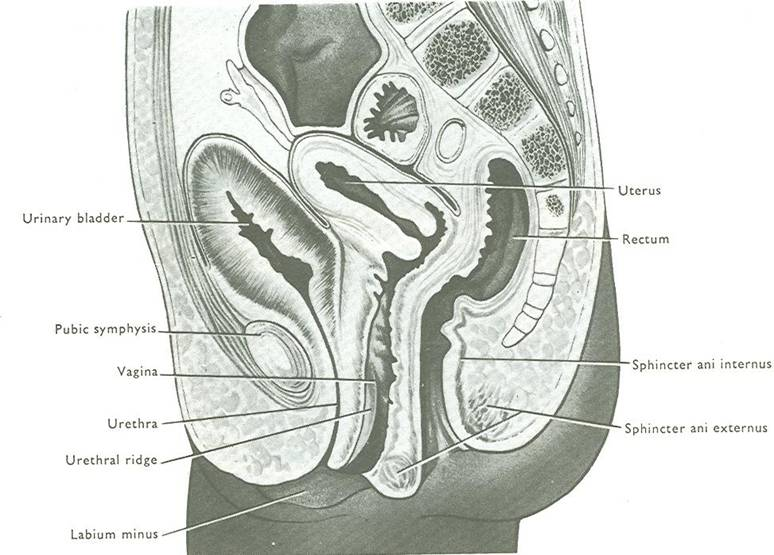 Urinary bladder
Pubic symphysis
Vagina
Urethra
Urethral ridge
Labium minus
Uterus
Rectum
Sphincter ani internus
Sphincter ani externus